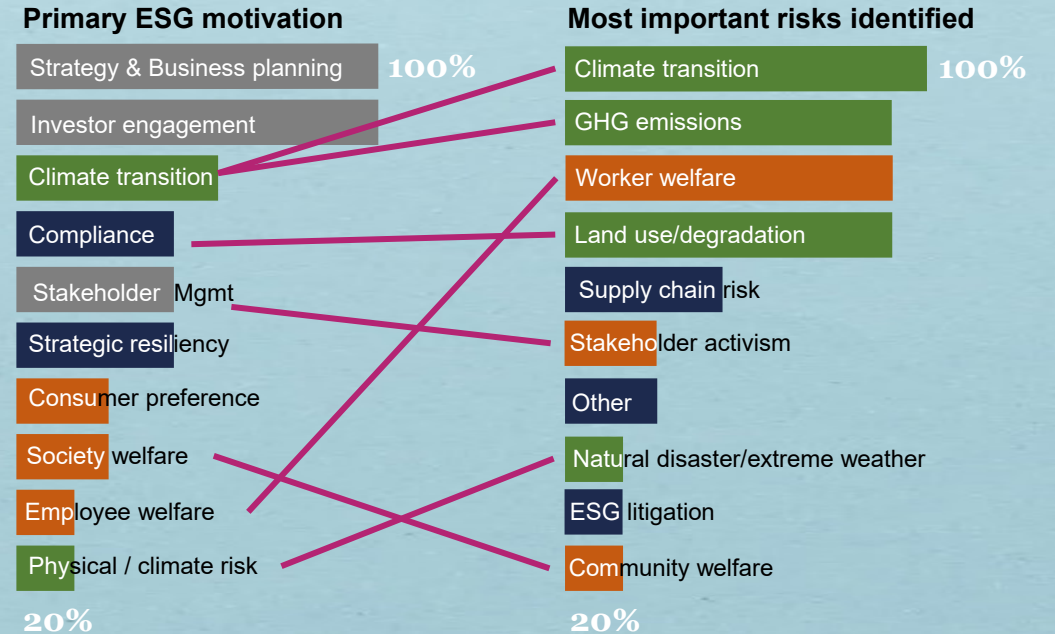 Primary ESG motivation
Strategy & Business planning 100%
Investor engagement
Climate transition
Compliance
Stakeholder Mgmt
Strategic resiliency
Consumer preference
Society welfare
Employee welfare
Physical / climate risk
20%
Most important risks identified
Climate transition 100%
GHG emissions
Worker welfare
Land use/degradation
Supply chain risk
Stakeholder activism
Other
Natural disaster/extreme weather
ESG litigation
Community welfare
20%